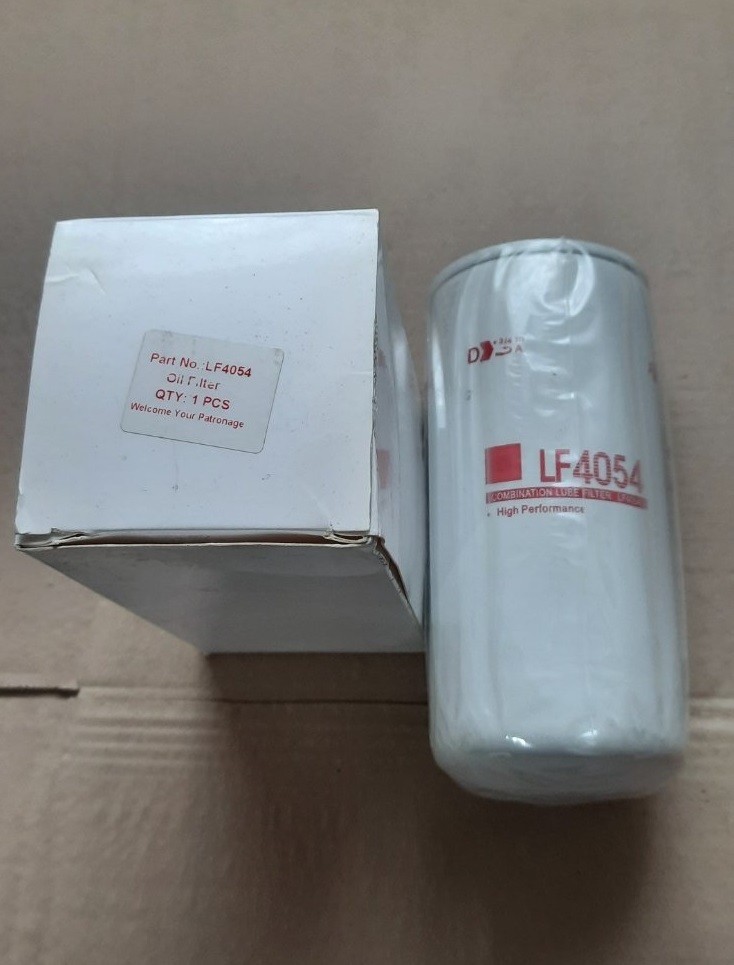 Part No.:LF4054
Oil Filter
QTY: 1 PCS
Welcome Your Patronage
LF4054
COMBINATION LUBE FILTER
• High Performance